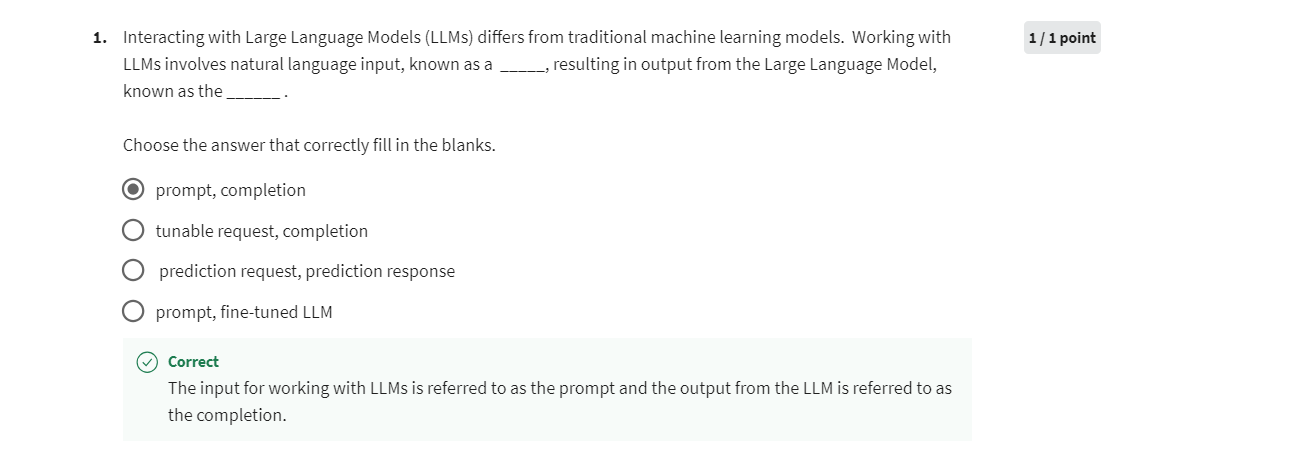 1. Interacting with Large Language Models (LLMs) differs from traditional machine learning models. Working with
1 / 1 point
LLMs involves natural language input, known as a _____, resulting in output from the Large Language Model,
known as the ______ .
Choose the answer that correctly fill in the blanks.
prompt, completion
tunable request, completion
prediction request, prediction response
prompt, fine-tuned LLM
Correct
The input for working with LLMs is referred to as the prompt and the output from the LLM is referred to as
the completion.